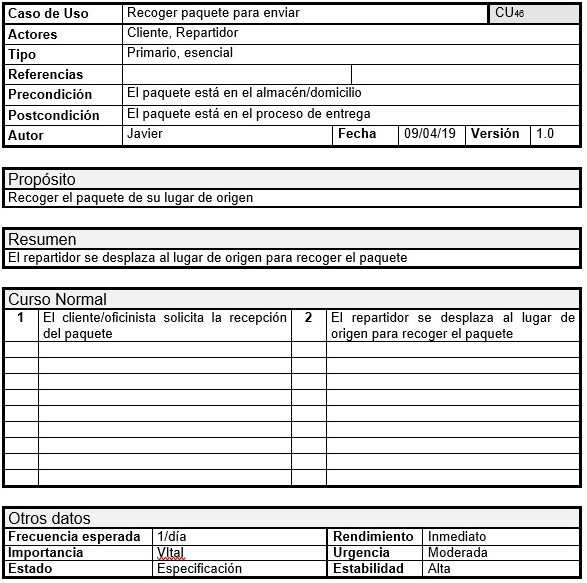 Caso de Uso Recoger paquete para enviar CU46
Actores Cliente, Repartidor
Tipo Primario, esencial
Referencias
Precondición El paquete está en el almacén/domicilio
Postcondición El paquete está en el proceso de entrega
Autor Javier Fecha 09/04/19 Versión 1.0
Propósito
Recoger el paquete de su lugar de origen
Resumen
El repartidor se desplaza al lugar de origen para recoger el paquete
Curso Normal
1 El cliente/oficinista solicita la recepción 2 El repartidor se desplaza al lugar de
del paquete origen para recoger el paquete
Otros datos
Frecuencia esperada 1/día Rendimiento Inmediato
Importancia VItal Urgencia Moderada
Estado Especificación Estabilidad Alta